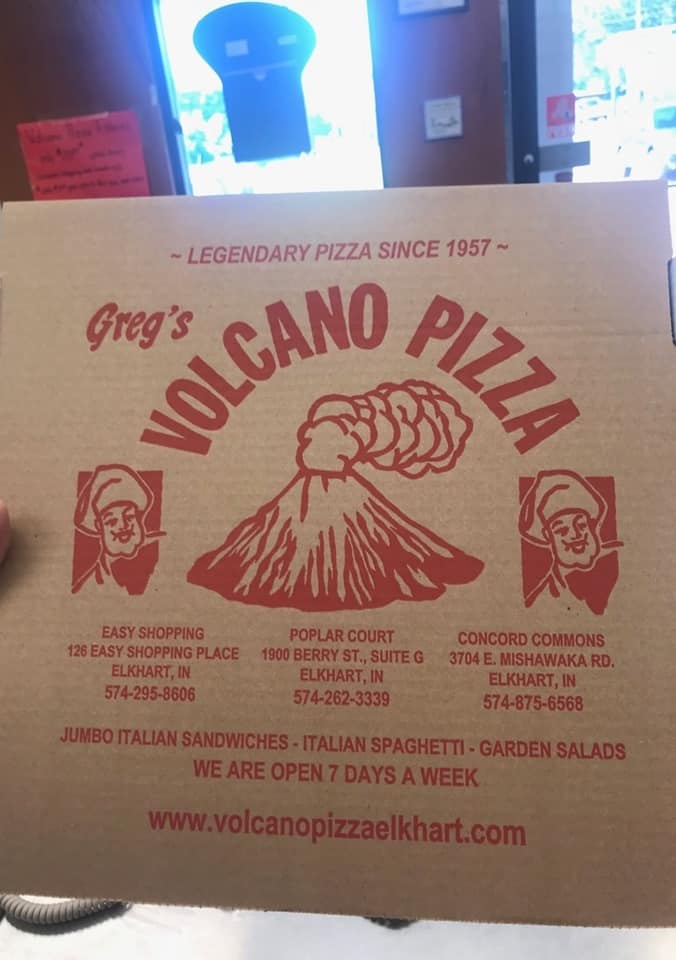 ~ LEGENDARY PIZZA SINCE 1957 ~
Greg's
VOLCANO PIZZA
EASY SHOPPING
126 EASY SHOPPING PLACE
ELKHART, IN
574-295-8606
POPLAR COURT
1900 BERRY ST., SUITE G
ELKHART, IN
574-262-3339
CONCORD COMMONS
3704 E. MISHAWAKA RD.
ELKHART, IN
574-875-6568
JUMBO ITALIAN SANDWICHES - ITALIAN SPAGHETTI - GARDEN SALADS
WE ARE OPEN 7 DAYS A WEEK
www.volcanopizzaelkhart.com